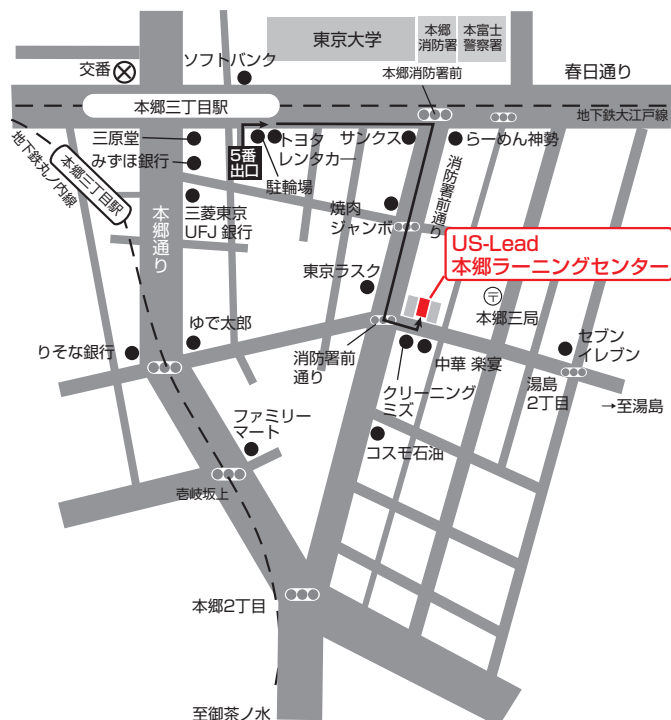 東京大学
本郷
消防署
本富士
警察署
ソフトバンク
交番
本郷消防署前
春日通り
本郷三丁目駅
地下鉄大江戸線
三原堂
みずほ銀行
5番
出口
トヨタ
レンタカー
駐輪場
サンクス
らーめん神勢
消防署前通り
地下鉄丸ノ内線
本郷三丁目駅
本郷通り
三菱東京
UFJ 銀行
焼肉
ジャンボ
US-Lead
本郷ラーニングセンター
東京ラスク
〒
本郷三局
ゆで太郎
りそな銀行
消防署前
通り
中華 楽宴
クリーニング
ミズ
セブン
イレブン
湯島
2丁目
→至湯島
ファミリー
マート
コスモ石油
壱岐坂上
本郷2丁目
至御茶ノ水